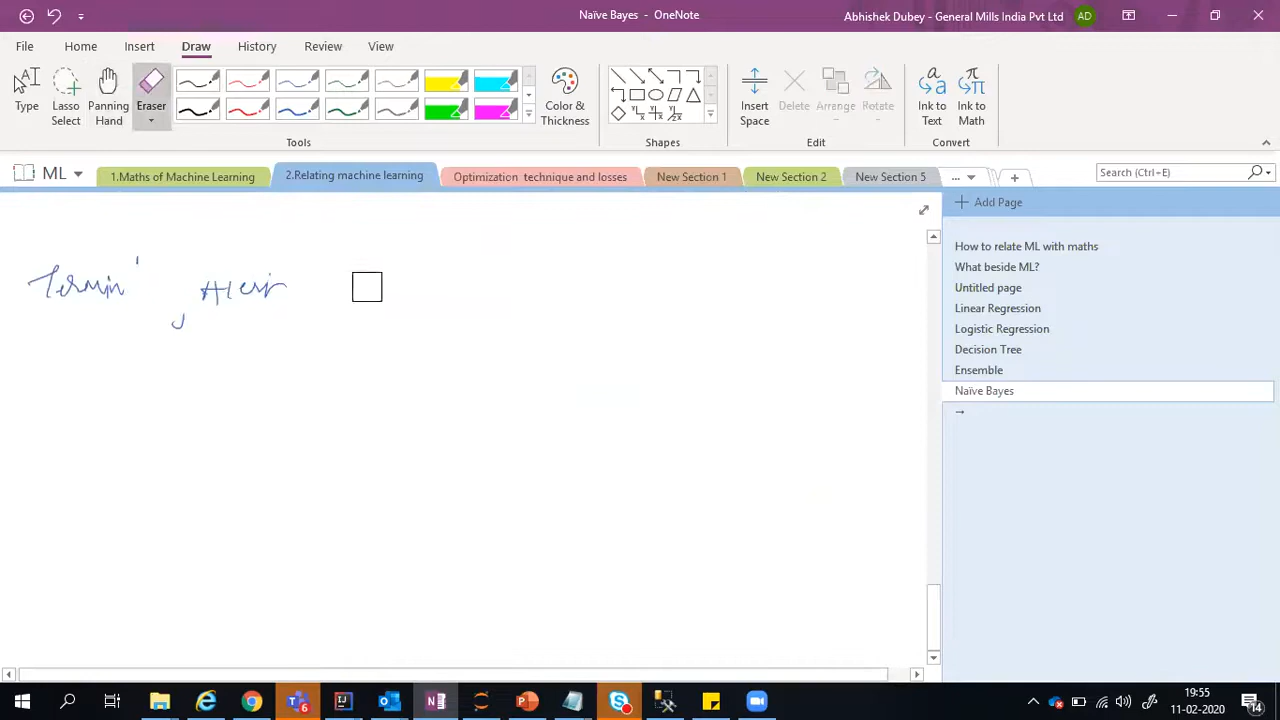 Naïve Bayes - OneNote
Abhishek Dubey - General Mills India Pvt Ltd
AD
File Home Insert Draw History Review View
Type
Lasso Select
Panning Hand
Eraser
Color & Thickness
Insert Space
Delete
Arrange
Rotate
Ink to Text
Ink to Math
Tools
Shapes
Edit
Convert
ML
1.Maths of Machine Learning
2.Relating machine learning
Optimization technique and losses
New Section 1
New Section 2
New Section 5
...
Search (Ctrl+E)
Add Page
How to relate ML with maths
What beside ML?
Untitled page
Linear Regression
Logistic Regression
Decision Tree
Ensemble
Naïve Bayes
→
Termin
6
19:55
11-02-2020
14